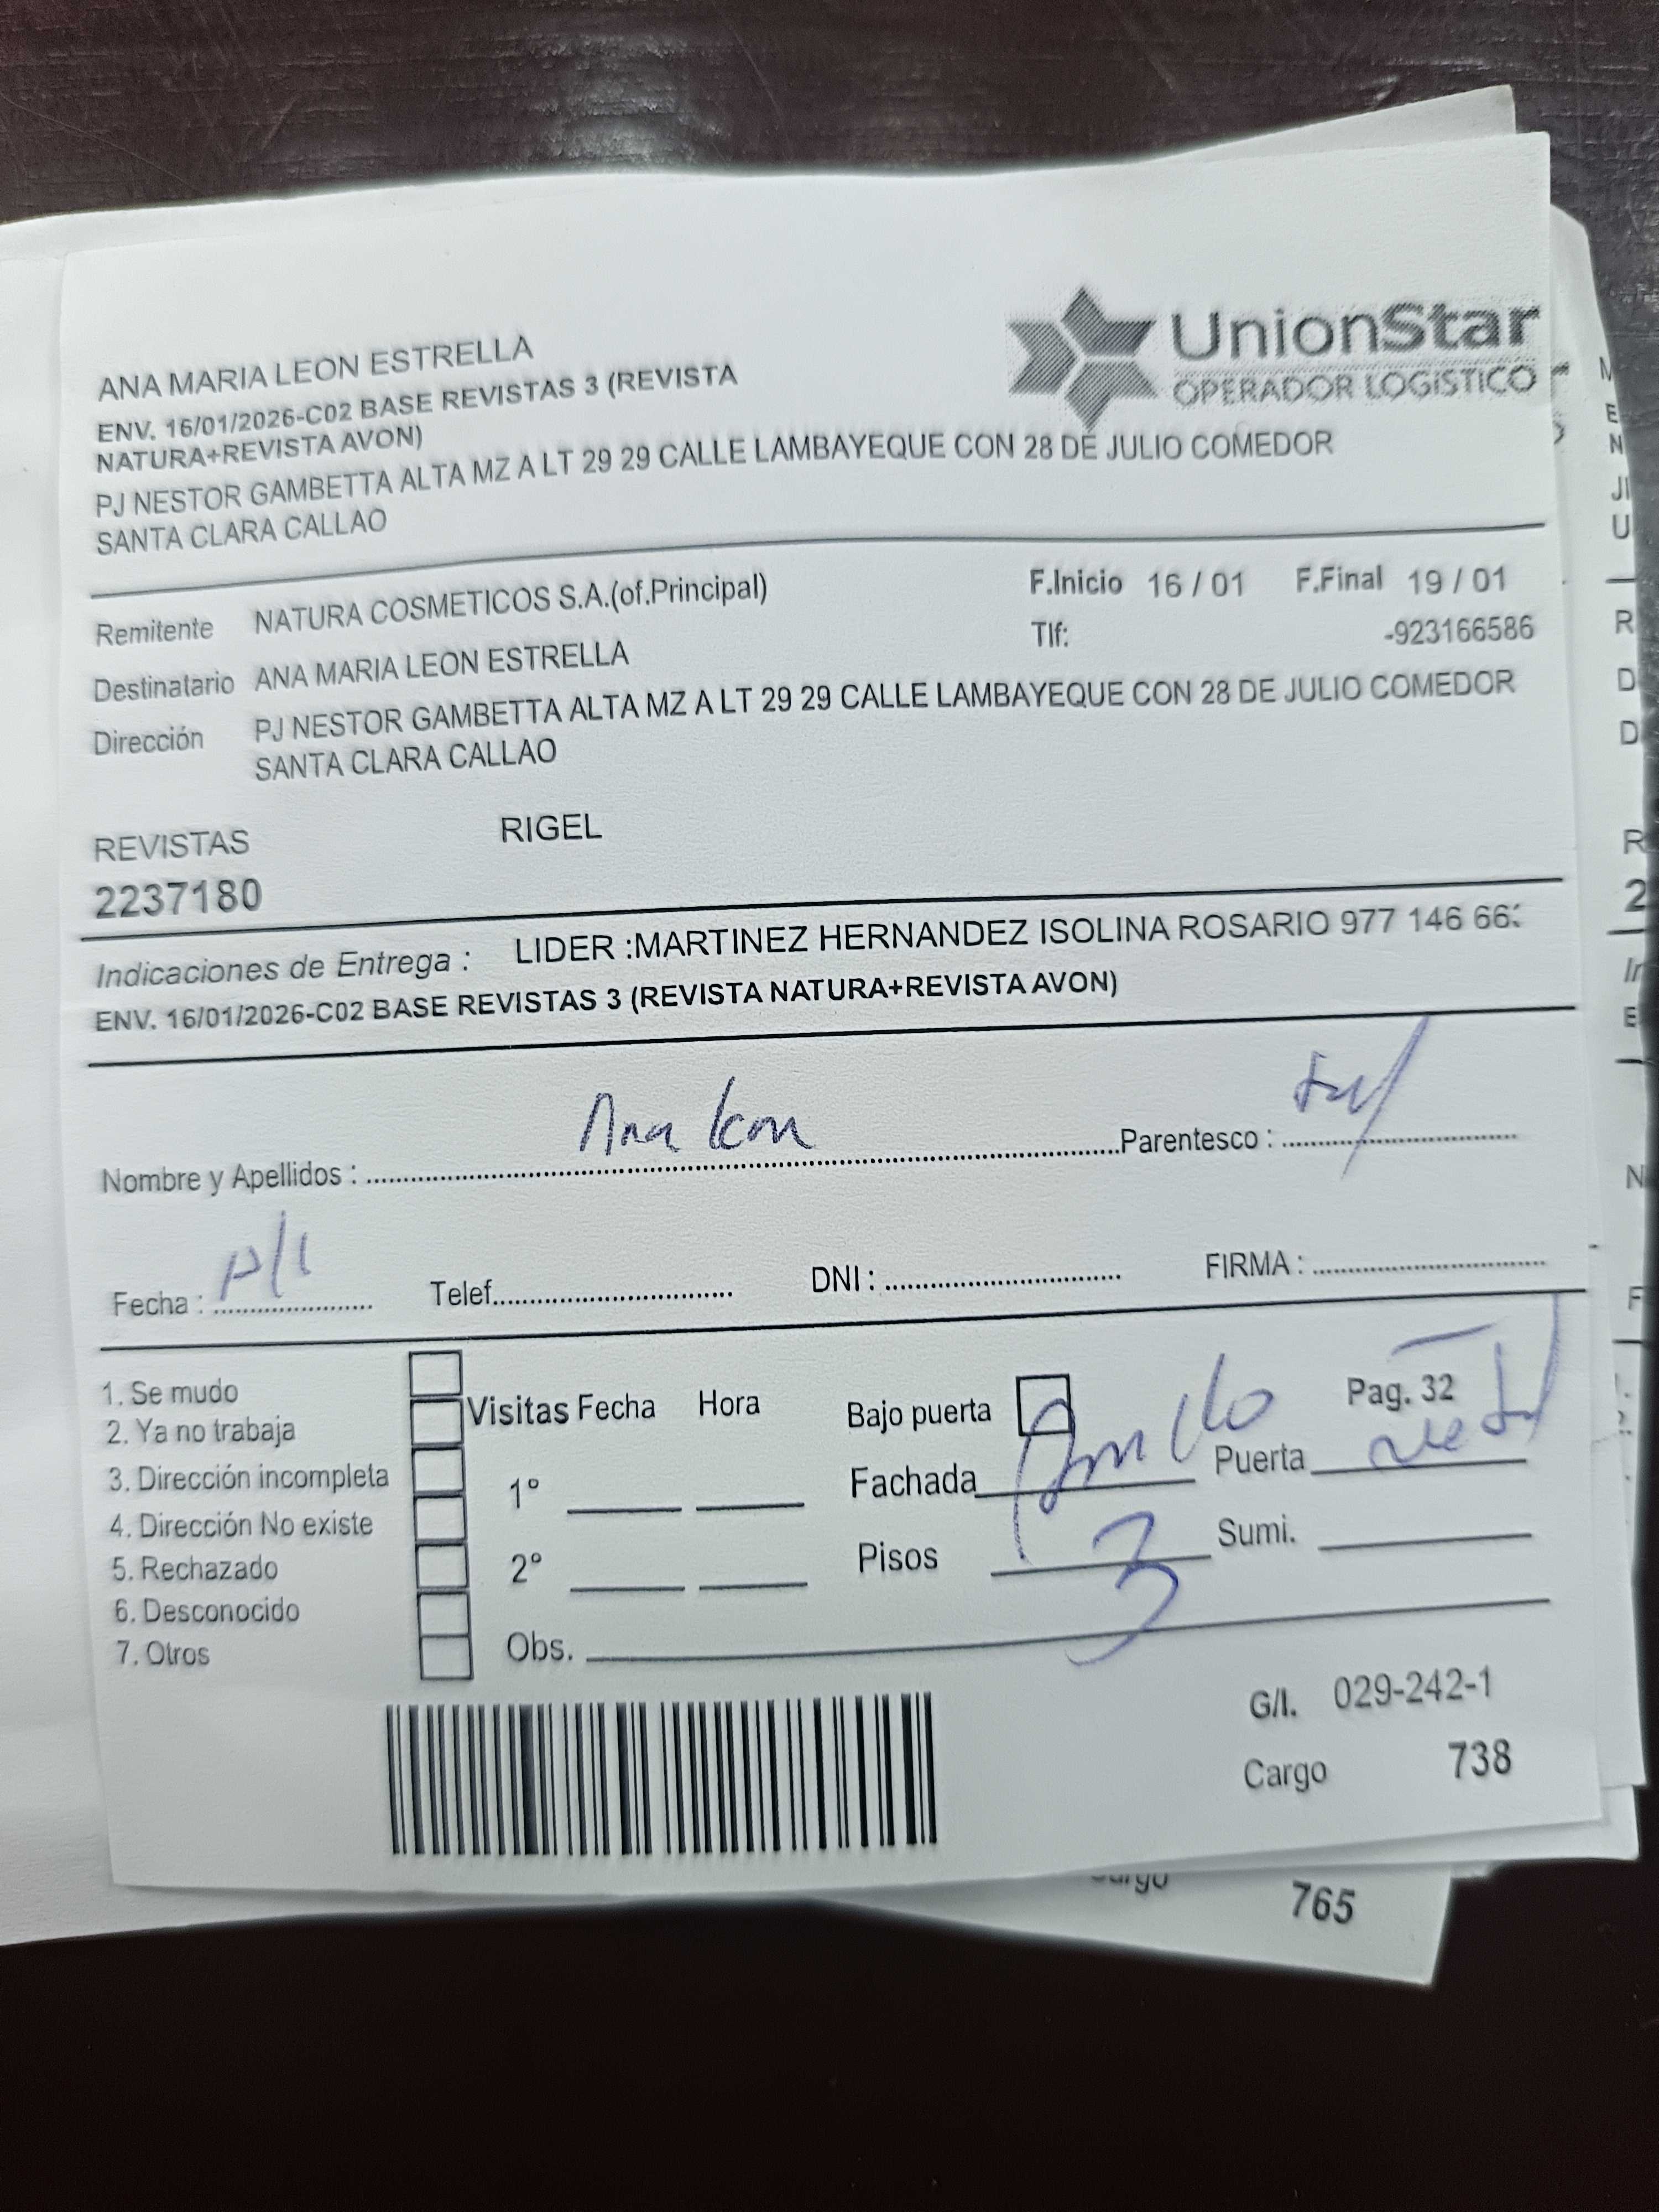 ANA MARIA LEON ESTRELLA
ENV. 16/01/2026-C02 BASE REVISTAS 3 (REVISTA
NATURA+REVISTA AVON)
PJ NESTOR GAMBETTA ALTA MZ A LT 29 29 CALLE LAMBAYEQUE CON 28 DE JULIO COMEDOR
SANTA CLARA CALLAO
UnionStar
OPERADOR LOGISTICO
Remitente NATURA COSMETICOS S.A.(of.Principal)
F.Inicio 16 / 01 F.Final 19 / 01
Tlf: -923166586
Destinatario ANA MARIA LEON ESTRELLA
Dirección PJ NESTOR GAMBETTA ALTA MZ A LT 29 29 CALLE LAMBAYEQUE CON 28 DE JULIO COMEDOR
SANTA CLARA CALLAO
REVISTAS RIGEL
2237180
Indicaciones de Entrega : LIDER :MARTINEZ HERNANDEZ ISOLINA ROSARIO 977 146 66
ENV. 16/01/2026-C02 BASE REVISTAS 3 (REVISTA NATURA+REVISTA AVON)
Nombre y Apellidos : Ana Leon Parentesco :
Fecha : Telef. DNI : FIRMA :
1. Se mudo
2. Ya no trabaja
3. Dirección incompleta
4. Dirección No existe
5. Rechazado
6. Desconocido
7. Otros
Visitas Fecha Hora
1°
2°
Obs.
Bajo puerta Pag. 32
Fachada Puerta
Pisos 3 Sumi.
G/I. 029-242-1
Cargo 738
Cargo 765